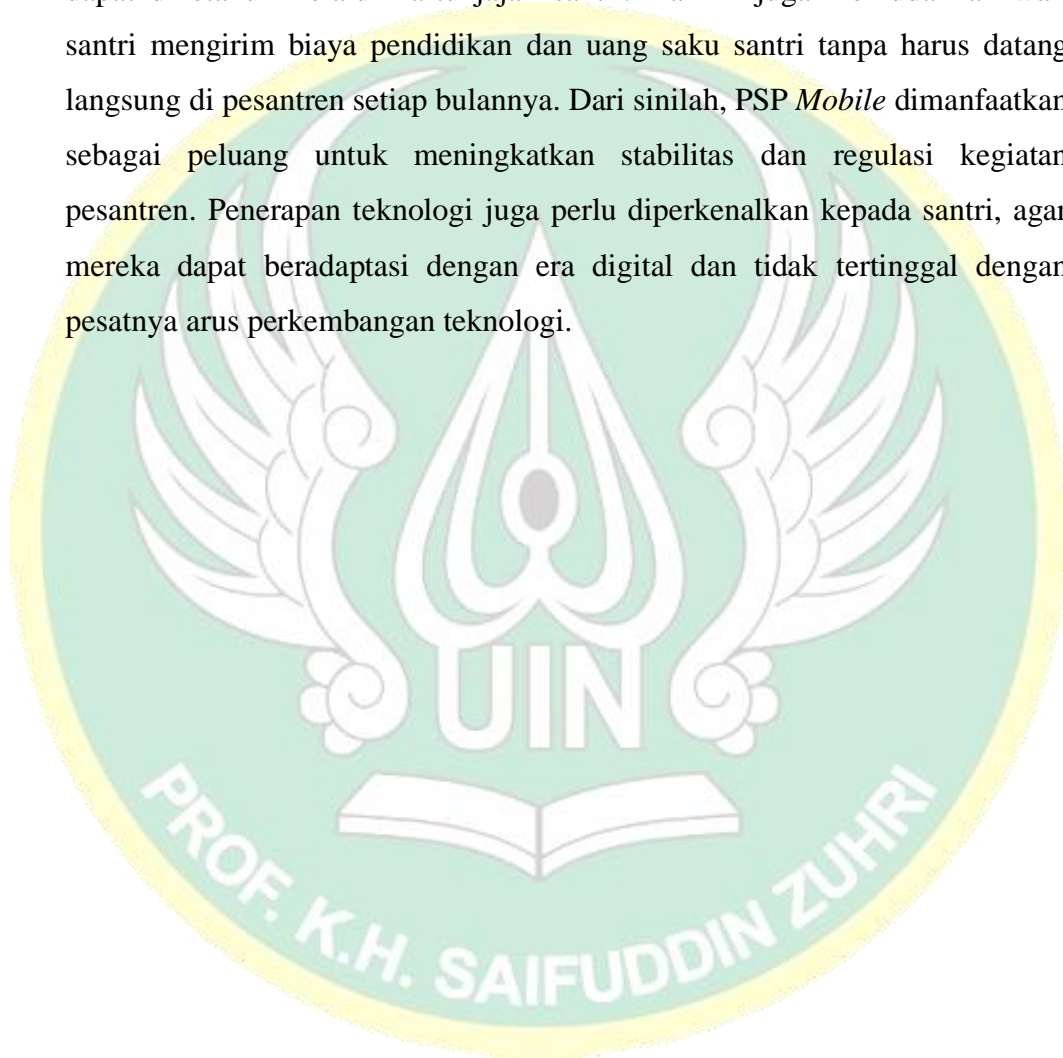 santri mengirim biaya pendidikan dan uang saku santri tanpa harus datang
langsung di pesantren setiap bulannya. Dari sinilah, PSP Mobile dimanfaatkan
sebagai peluang untuk meningkatkan stabilitas dan regulasi kegiatan
pesantren. Penerapan teknologi juga perlu diperkenalkan kepada santri, agar
mereka dapat beradaptasi dengan era digital dan tidak tertinggal dengan
pesatnya arus perkembangan teknologi.
UIN
PROF. K.H. SAIFUDDIN ZUHRI